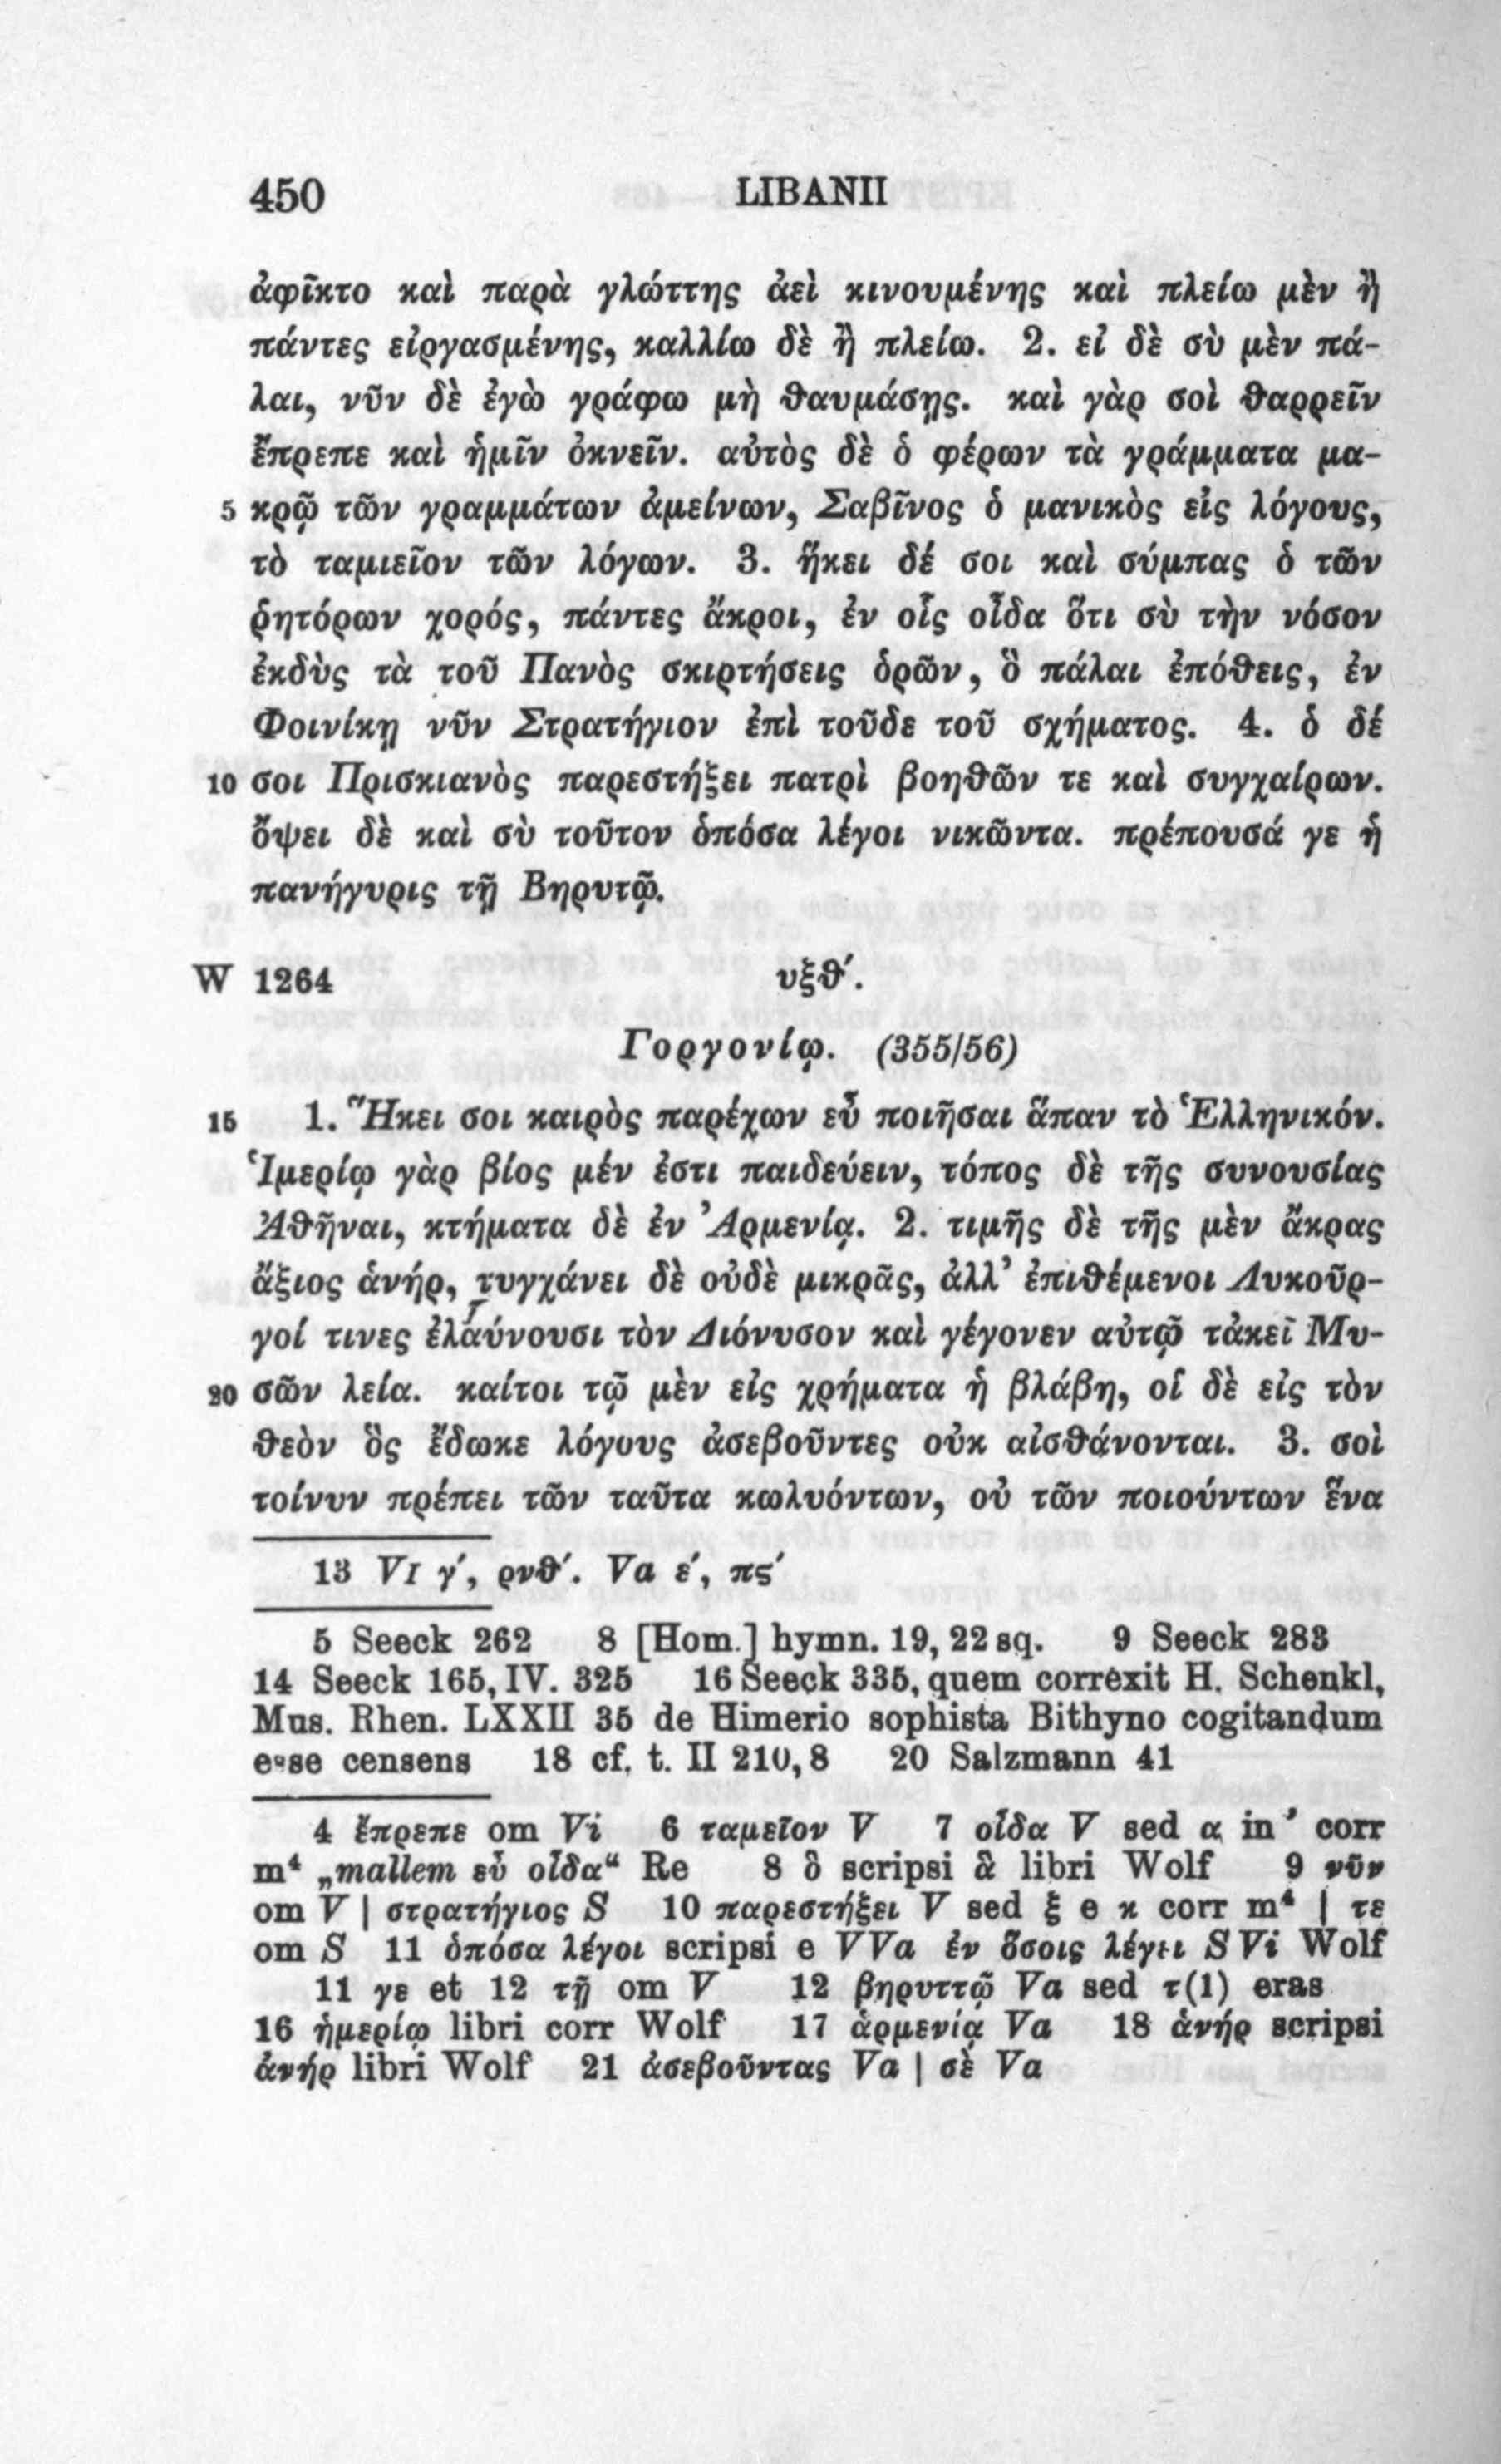 450 LIBANII
ἀφῖκτο καὶ παρὰ γλώττης ἀεὶ κινουμένης καὶ πλείω μὲν ἢ
πάντες εἰργασμένης, καλλίω δὲ ἢ πλείω. 2. εἰ δὲ σὺ μὲν πά-
λαι, νῦν δὲ ἐγὼ γράφω μὴ θαυμάσῃς. καὶ γὰρ σοὶ θαρρεῖν
ἔπρεπε καὶ ἡμῖν ὀκνεῖν. αὐτὸς δὲ ὁ φέρων τὰ γράμματα μα-
5 κρῷ τῶν γραμμάτων ἀμείνων, Σαβῖνος ὁ μανικὸς εἰς λόγους,
τὸ ταμιεῖον τῶν λόγων. 3. ἥκει δέ σοι καὶ σύμπας ὁ τῶν
ῥητόρων χορός, πάντες ἄκροι, ἐν οἷς οἶδα ὅτι σὺ τὴν νόσον
ἐκδὺς τὰ τοῦ Πανὸς σκιρτήσεις ὁρῶν, ὃ πάλαι ἐπόθεις, ἐν
Φοινίκῃ νῦν Στρατήγιον ἐπὶ τοῦδε τοῦ σχήματος. 4. ὁ δέ
10 σοι Πρισκιανὸς παρεστήξει πατρὶ βοηθῶν τε καὶ συγχαίρων.
ὄψει δὲ καὶ σὺ τοῦτον ὁπόσα λέγοι νικῶντα. πρέπουσά γε ἡ
πανήγυρις τῇ Βηρυτῷ.
W 1264 υξθ′.
Γοργονίῳ. (355/56)
15 1. Ἥκει σοι καιρὸς παρέχων εὖ ποιῆσαι ἅπαν τὸ Ἑλληνικόν.
Ἱμερίῳ γὰρ βίος μέν ἐστι παιδεύειν, τόπος δὲ τῆς συνουσίας
Ἀθῆναι, κτήματα δὲ ἐν Ἀρμενίᾳ. 2. τιμῆς δὲ τῆς μὲν ἄκρας
ἄξιος ἁνήρ, τυγχάνει δὲ οὐδὲ μικρᾶς, ἀλλ’ ἐπιθέμενοι Λυκοῦρ-
γοί τινες ἐλαύνουσι τὸν Διόνυσον καὶ γέγονεν αὐτῷ τἀκεῖ Μυ-
20 σῶν λεία. καίτοι τῷ μὲν εἰς χρήματα ἡ βλάβη, οἱ δὲ εἰς τὸν
θεὸν ὃς ἔδωκε λόγους ἀσεβοῦντες οὐκ αἰσθάνονται. 3. σοὶ
τοίνυν πρέπει τῶν ταῦτα κωλυόντων, οὐ τῶν ποιούντων ἕνα
13 VI γ′, ρνθ′. Va ε′, πς′
5 Seeck 262 8 [Hom.] hymn. 19, 22 sq. 9 Seeck 283
14 Seeck 165, IV. 325 16 Seeck 335, quem correxit H. Schenkl,
Mus. Rhen. LXXII 35 de Himerio sophista Bithyno cogitandum
esse censens 18 cf. t. II 210, 8 20 Salzmann 41
4 ἔπρεπε om Vi 6 ταμεῖον V 7 οἶδα V sed α in ’ corr
m⁴ „mallem εὖ οἶδα“ Re 8 ὃ scripsi ἃ libri Wolf 9 νῦν
om V | στρατήγιος S 10 παρεστήξει V sed ξ e κ corr m⁴ | τε
om S 11 ὁπόσα λέγοι scripsi e VVa ἐν ὅσοις λέγει S Vi Wolf
11 γε et 12 τῇ om V 12 βηρυττῷ Va sed τ(1) eras
16 ἡμερίῳ libri corr Wolf 17 ἁρμενίᾳ Va 18 ἁνήρ scripsi
ἀνήρ libri Wolf 21 ἀσεβοῦντας Va | σὲ Va